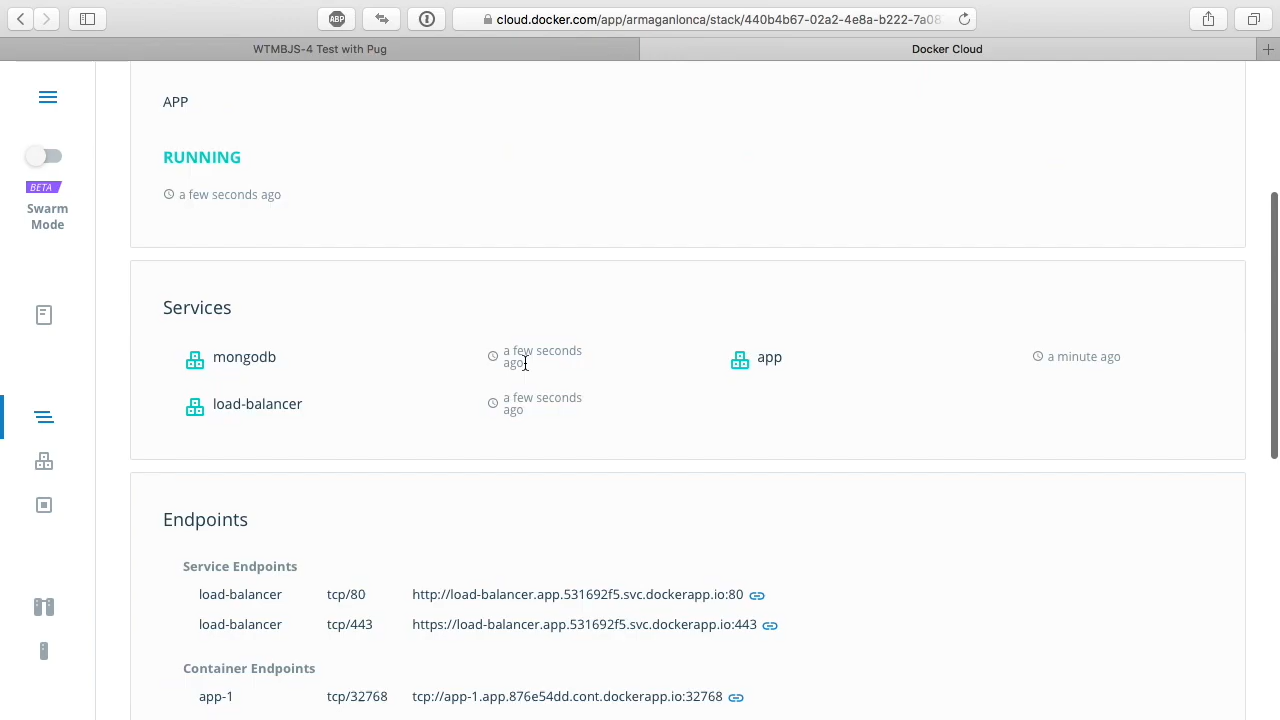 ABP
cloud.docker.com/app/armaganlonca/stack/440b4b67-02a2-4e8a-b222-7a08
WTMBJS-4 Test with Pug
Docker Cloud
APP
RUNNING
a few seconds ago
BETA
Swarm
Mode
Services
mongodb
a few seconds
ago
app
a minute ago
load-balancer
a few seconds
ago
Endpoints
Service Endpoints
load-balancer tcp/80 http://load-balancer.app.531692f5.svc.dockerapp.io:80
load-balancer tcp/443 https://load-balancer.app.531692f5.svc.dockerapp.io:443
Container Endpoints
app-1 tcp/32768 tcp://app-1.app.876e54dd.cont.dockerapp.io:32768